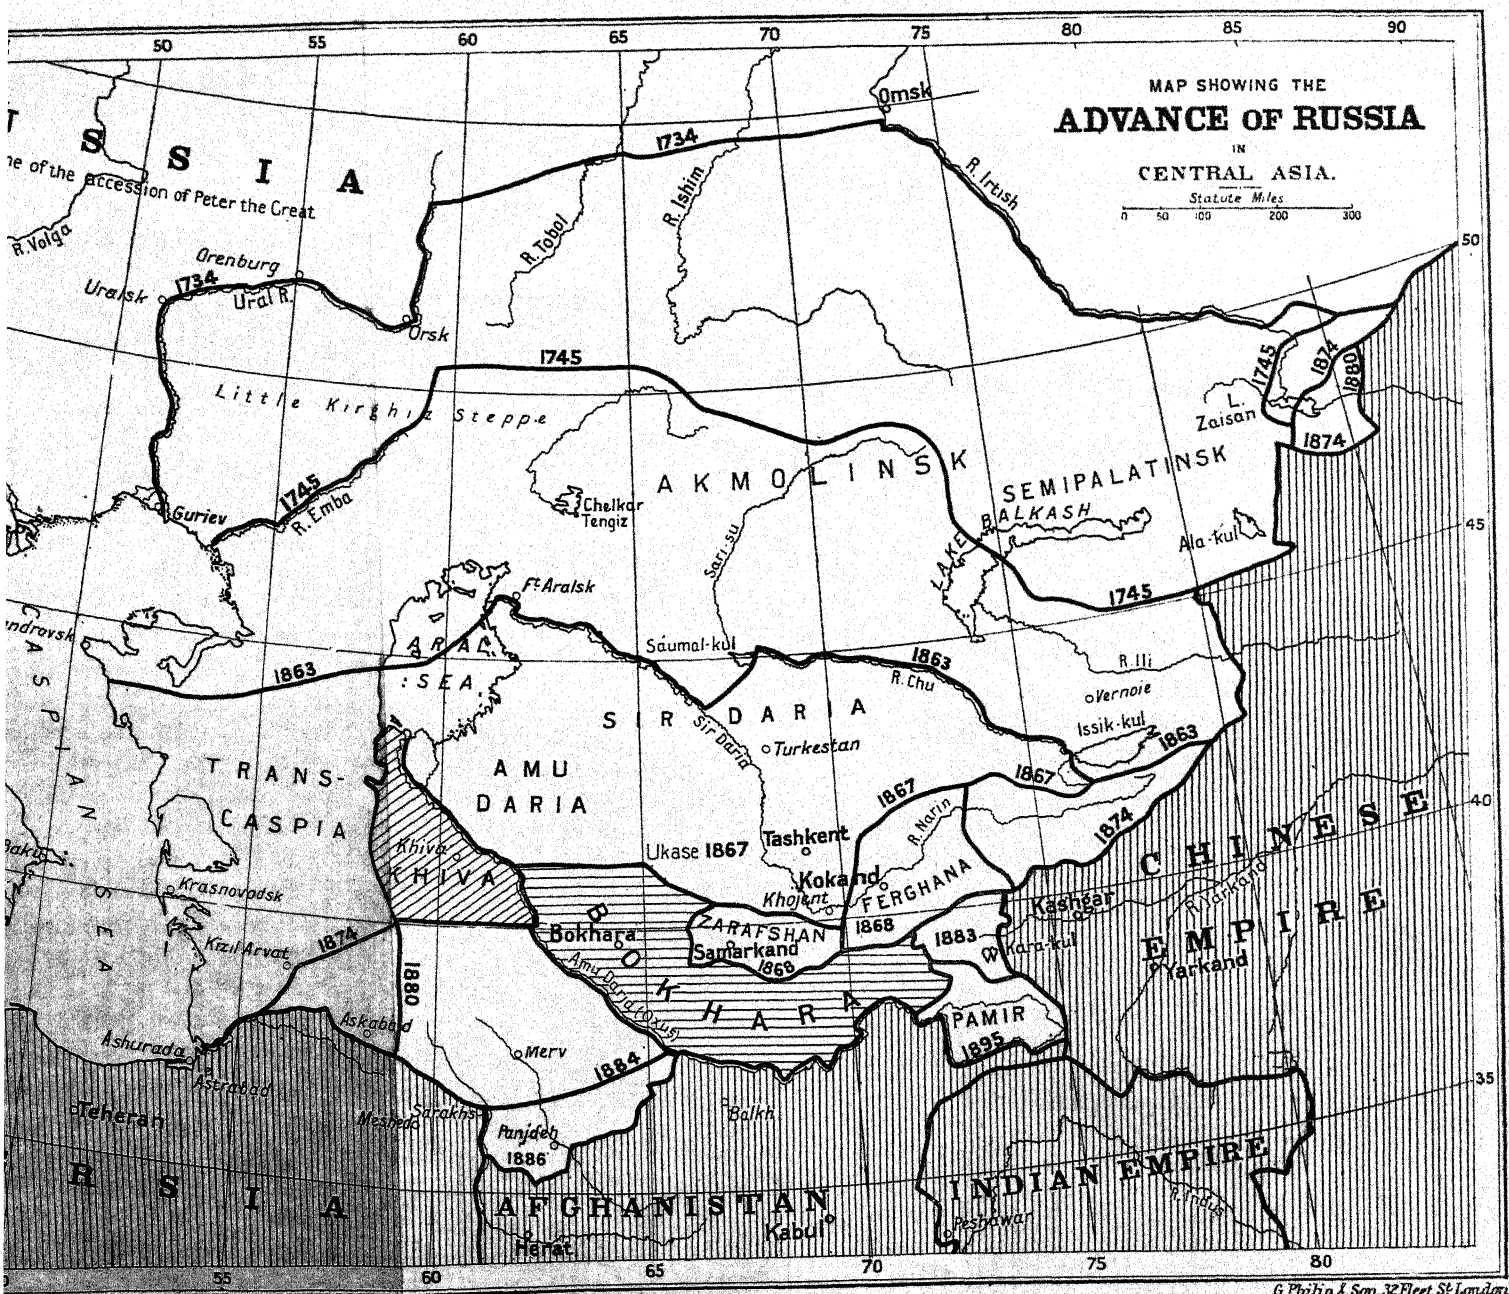 50 55 60 65 70 75 80 85 90
MAP SHOWING THE
ADVANCE OF RUSSIA
IN
CENTRAL ASIA.
Statute Miles
0 50 100 200 300
Omsk
S S I A
of the accession of Peter the Great
R. Volga
1734
R. Irtish
R. Ishim
R. Tobol
Orenburg
Uralsk
1734
Ural R.
Orsk
50
1745
Little Kirghiz Steppe
1745
1874
1880
L.
Zaisan
1874
AKMOLINSK
SEMIPALATINSK
1745
R. Emba
Guriev
Chelkar
Tengiz
BALKASH
LAKE
Ala-kul
45
Sari-su
Ft. Aralsk
1745
CASPIAN SEA
ARAL
SEA
Saumal-kul
1863
1863
R. Chu
R. Ili
Vernoie
Issik-kul
1863
SIR DARIA
Sir Daria
Turkestan
TRANS-
CASPIA
AMU
DARIA
1867
1867
R. Narin
1874
40
CHINESE
EMPIRE
Baku
Khiva
KHIVA
Ukase 1867
Tashkent
Kokand
Khojent
FERGHANA
Kashgar
R. Yarkand
Krasnovodsk
Kizil Arvat
1874
BOKHARA
Bokhara
ZARAFSHAN
Samarkand
1868
1868
1883
Kara-kul
Yarkand
1880
Amu Daria (Oxus)
PAMIR
1895
Askabad
Ashurada
Astrabad
Merv
1884
35
Teheran
Meshed
Sarakhs
Balkh
Panjdeh
1886
R S I A
AFGHANISTAN
Kabul
Herat
INDIAN EMPIRE
R. Indus
Peshawar
55 60 65 70 75 80
G. Philip & Son. 32 Fleet St. London